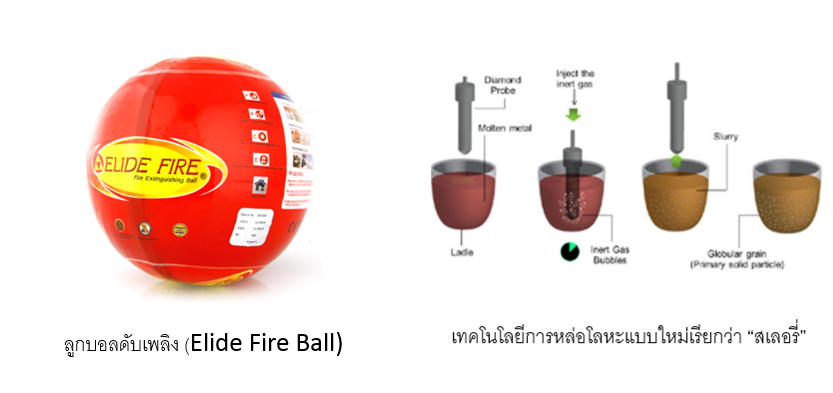 ELIDE FIRE®
Fire Extinguishing Ball
ลูกบอลดับเพลิง (Elide Fire Ball)
Diamond
Probe
Molten metal
Ladle
Inject the
inert gas
Inert Gas
Bubbles
Slurry
Globular grain
(Primary solid particle)
เทคโนโลยีการหล่อโลหะแบบใหม่เรียกว่า “สเลอรี่”